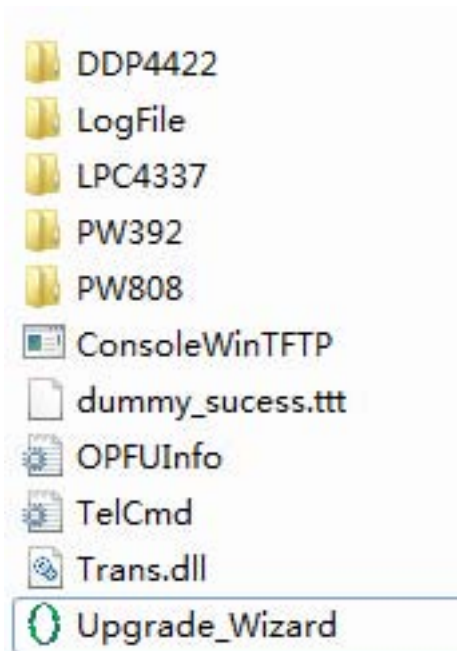 DDP4422
LogFile
LPC4337
PW392
PW808
ConsoleWinTFTP
dummy_sucess.ttt
OPFUInfo
TelCmd
Trans.dll
Upgrade_Wizard